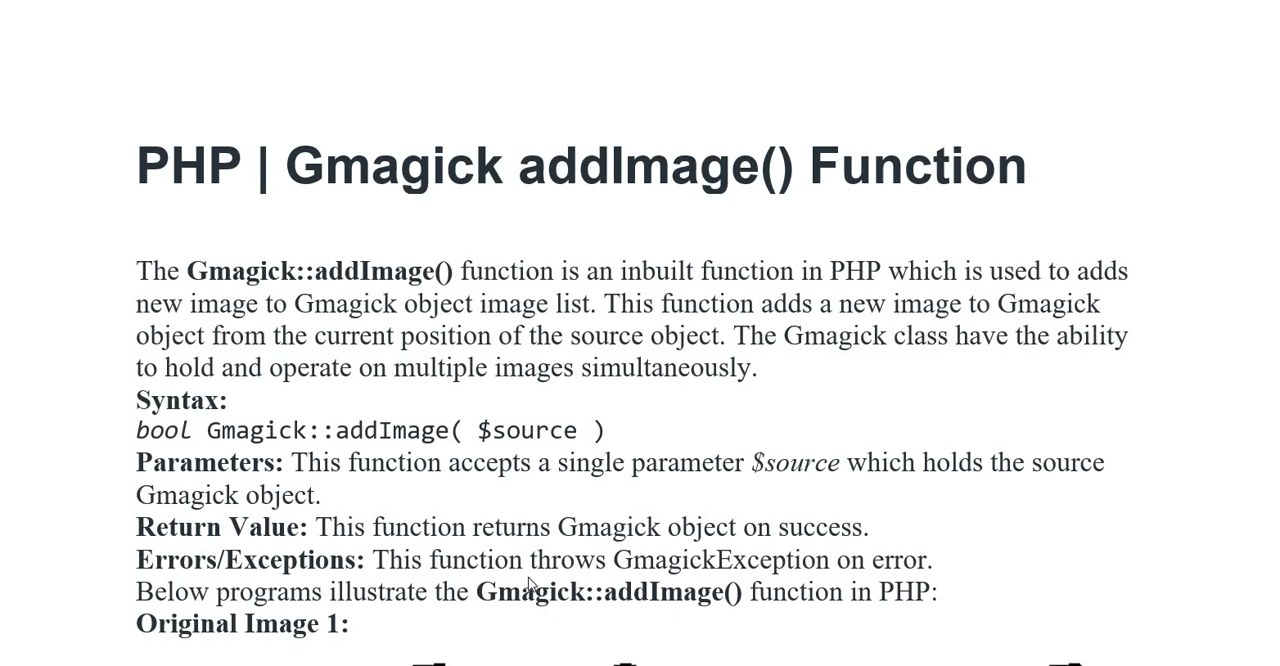 PHP | Gmagick addImage() Function
The Gmagick::addImage() function is an inbuilt function in PHP which is used to adds
new image to Gmagick object image list. This function adds a new image to Gmagick
object from the current position of the source object. The Gmagick class have the ability
to hold and operate on multiple images simultaneously.
Syntax:
bool Gmagick::addImage( $source )
Parameters: This function accepts a single parameter $source which holds the source
Gmagick object.
Return Value: This function returns Gmagick object on success.
Errors/Exceptions: This function throws GmagickException on error.
Below programs illustrate the Gmagick::addImage() function in PHP:
Original Image 1: